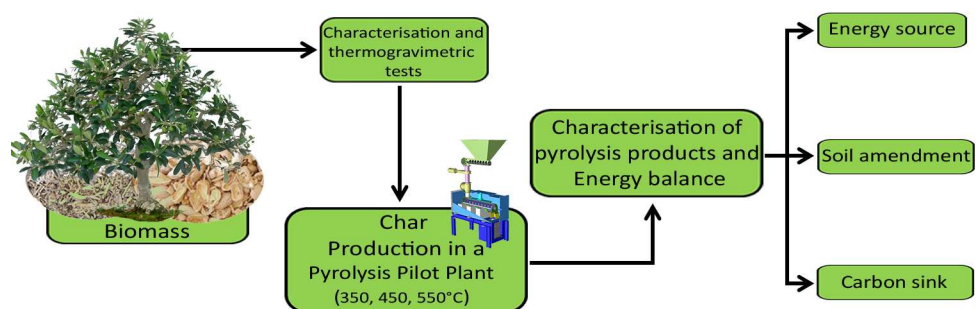 Biomass
Characterisation and
thermogravimetric
tests
Char
Production in a
Pyrolysis Pilot Plant
(350, 450, 550°C)
Characterisation of
pyrolysis products and
Energy balance
Energy source
Soil amendment
Carbon sink